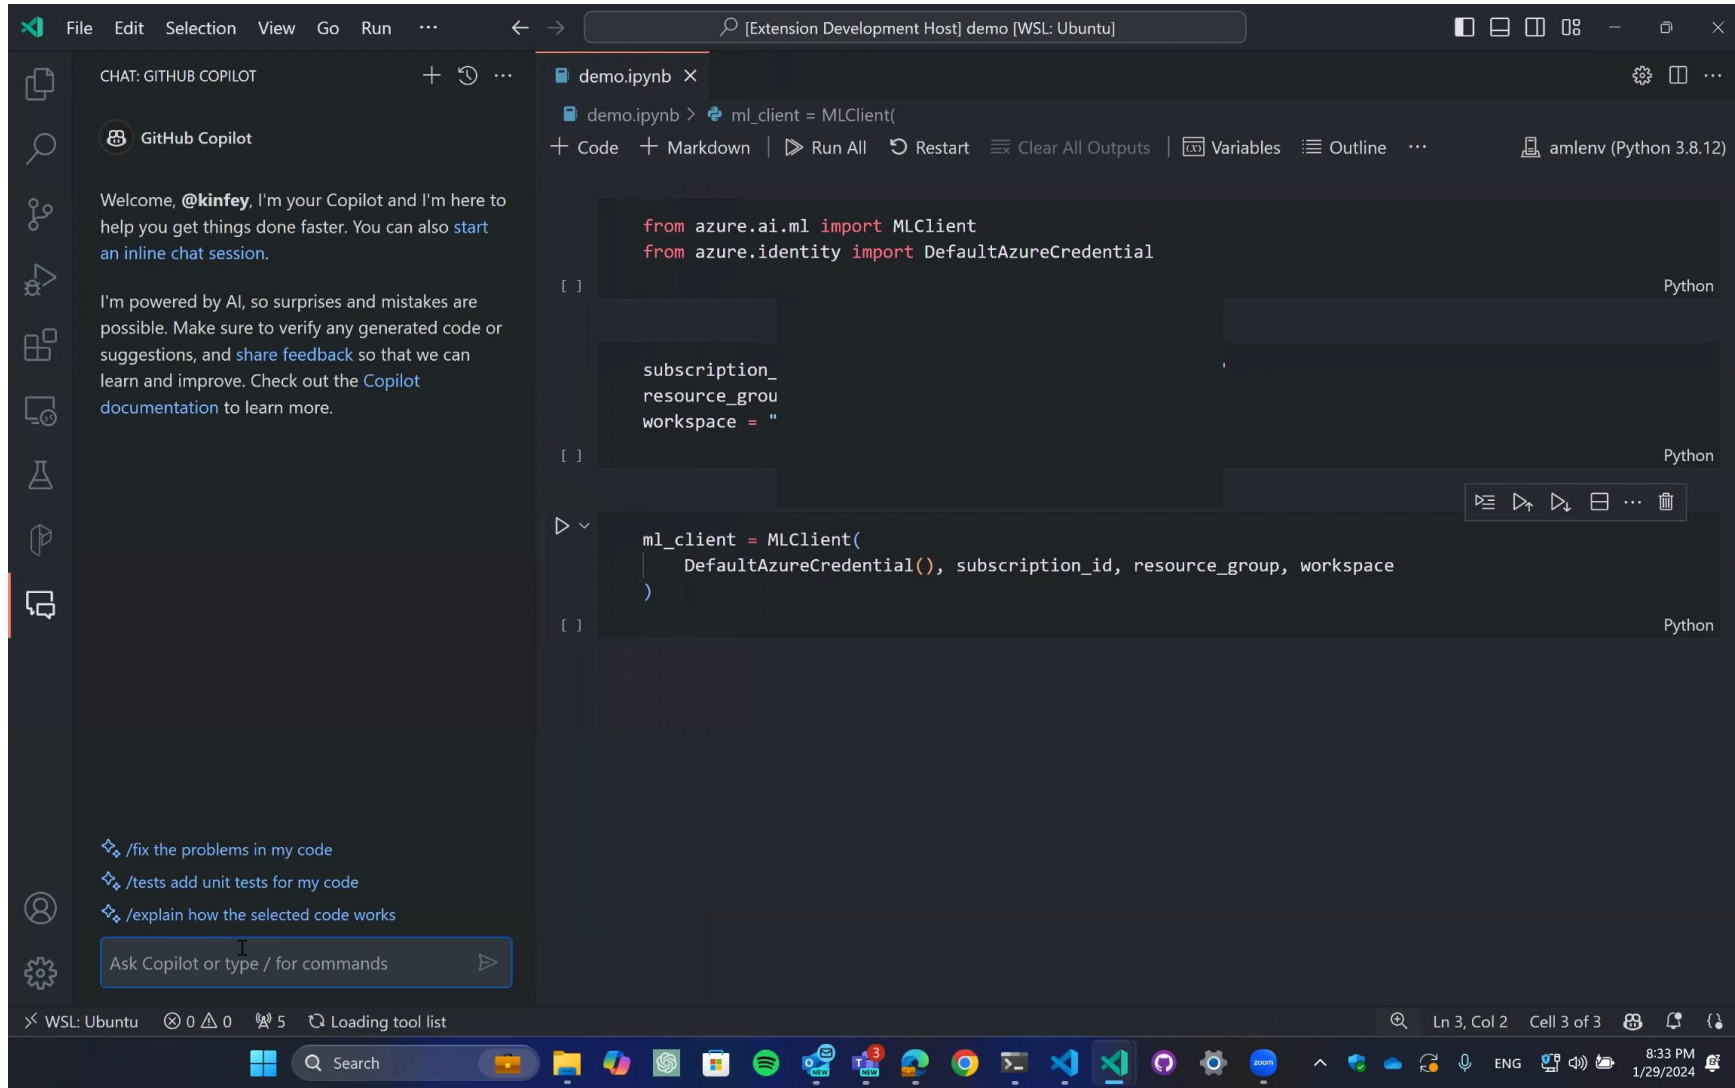 File Edit Selection View Go Run ···
[Extension Development Host] demo [WSL: Ubuntu]
CHAT: GITHUB COPILOT
GitHub Copilot
Welcome, @kinfey, I'm your Copilot and I'm here to
help you get things done faster. You can also start
an inline chat session.
I'm powered by AI, so surprises and mistakes are
possible. Make sure to verify any generated code or
suggestions, and share feedback so that we can
learn and improve. Check out the Copilot
documentation to learn more.
/fix the problems in my code
/tests add unit tests for my code
/explain how the selected code works
Ask Copilot or type / for commands
demo.ipynb
demo.ipynb > ml_client = MLClient(
+ Code + Markdown | Run All Restart Clear All Outputs | Variables Outline ··· amlenv (Python 3.8.12)
from azure.ai.ml import MLClient
from azure.identity import DefaultAzureCredential
[ ] Python
subscription_ "
resource_grou
workspace = "
[ ] Python
ml_client = MLClient(
DefaultAzureCredential(), subscription_id, resource_group, workspace
)
[ ] Python
WSL: Ubuntu 0 0 5 Loading tool list Ln 3, Col 2 Cell 3 of 3
Search NEW 3 NEW zoom ENG 8:33 PM
1/29/2024